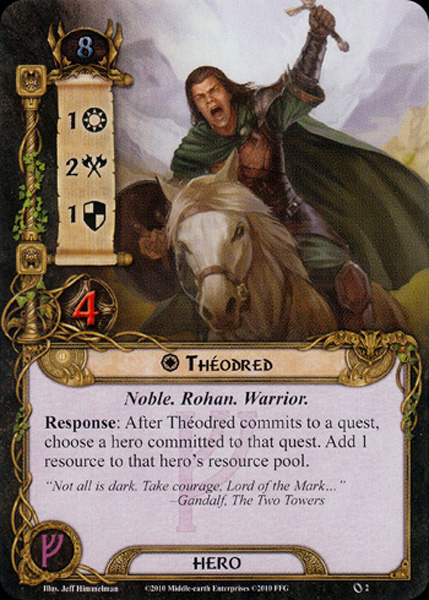 8
1
2
1
4
THÉODRED
Noble. Rohan. Warrior.
Response: After Théodred commits to a quest,
choose a hero committed to that quest. Add 1
resource to that hero's resource pool.
“Not all is dark. Take courage, Lord of the Mark…”
–Gandalf, The Two Towers
HERO
Illus. Jeff Himmelman ©2010 Middle-earth Enterprises ©2010 FFG 2